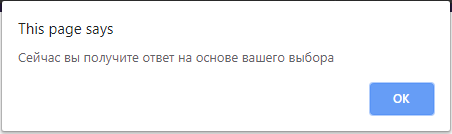 This page says
Сейчас вы получите ответ на основе вашего выбора
OK